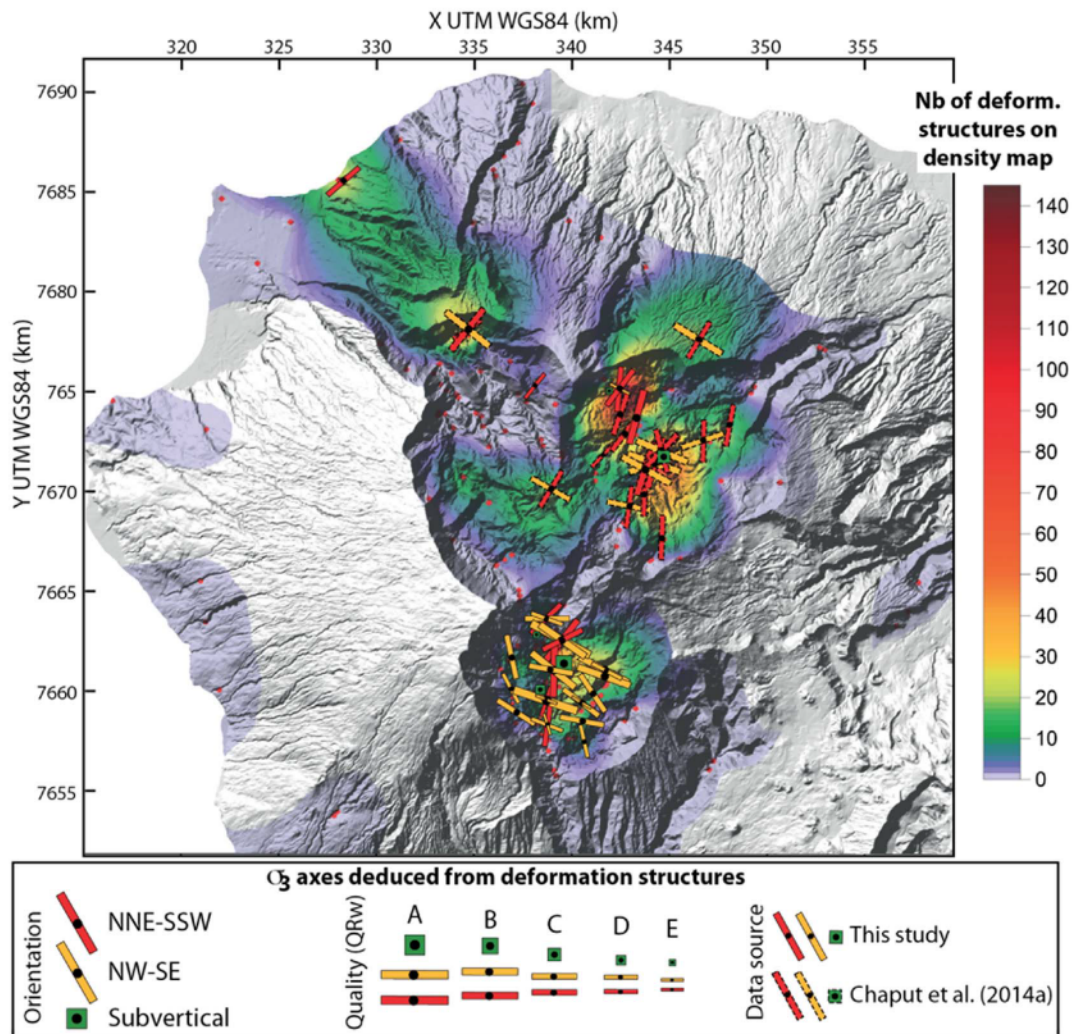 X UTM WGS84 (km)
320 325 330 335 340 345 350 355
Y UTM WGS84 (km)
7690
7685
7680
765
7670
7665
7660
7655
Nb of deform.
structures on
density map
140
130
120
110
100
90
80
70
60
50
40
30
20
10
0
σ3 axes deduced from deformation structures
Orientation
NNE-SSW
NW-SE
Subvertical
Quality (QRw)
A B C D E
Data source
This study
Chaput et al. (2014a)